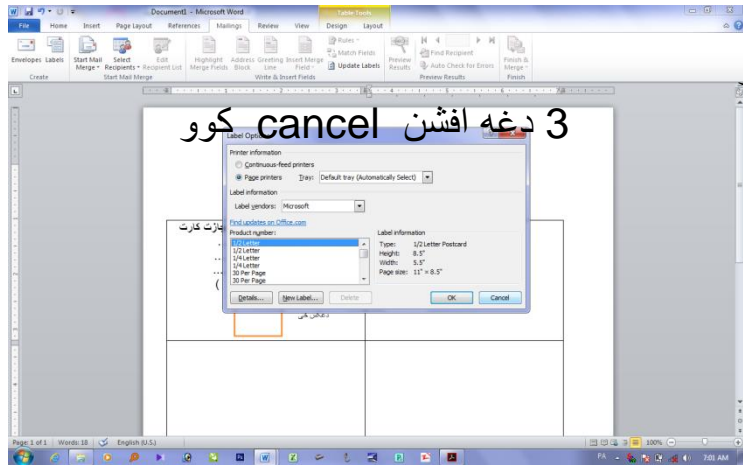 Document1 - Microsoft Word
Table Tools
File Home Insert Page Layout References Mailings Review View Design Layout
Envelopes Labels Start Mail Merge Select Recipients Edit Recipient List Highlight Merge Fields Address Block Greeting Line Insert Merge Field Rules Match Fields Update Labels Preview Results Find Recipient Auto Check for Errors Finish & Merge
Create Start Mail Merge Write & Insert Fields Preview Results Finish
3 دغه افشن cancel کوو
Label Opt
Printer information
Continuous-feed printers
Page printers Tray: Default tray (Automatically Select)
Label information
Label vendors: Microsoft
Find updates on Office.com
Product number: Label information
1/2 Letter Type: 1/2 Letter Postcard
1/2 Letter Height: 8.5"
1/4 Letter Width: 5.5"
1/4 Letter Page size: 11" × 8.5"
30 Per Page
30 Per Page
Details... New Label... Delete OK Cancel
کارت
Page: 1 of 1 Words: 18 English (U.S.) 100%
PA 7:01 AM